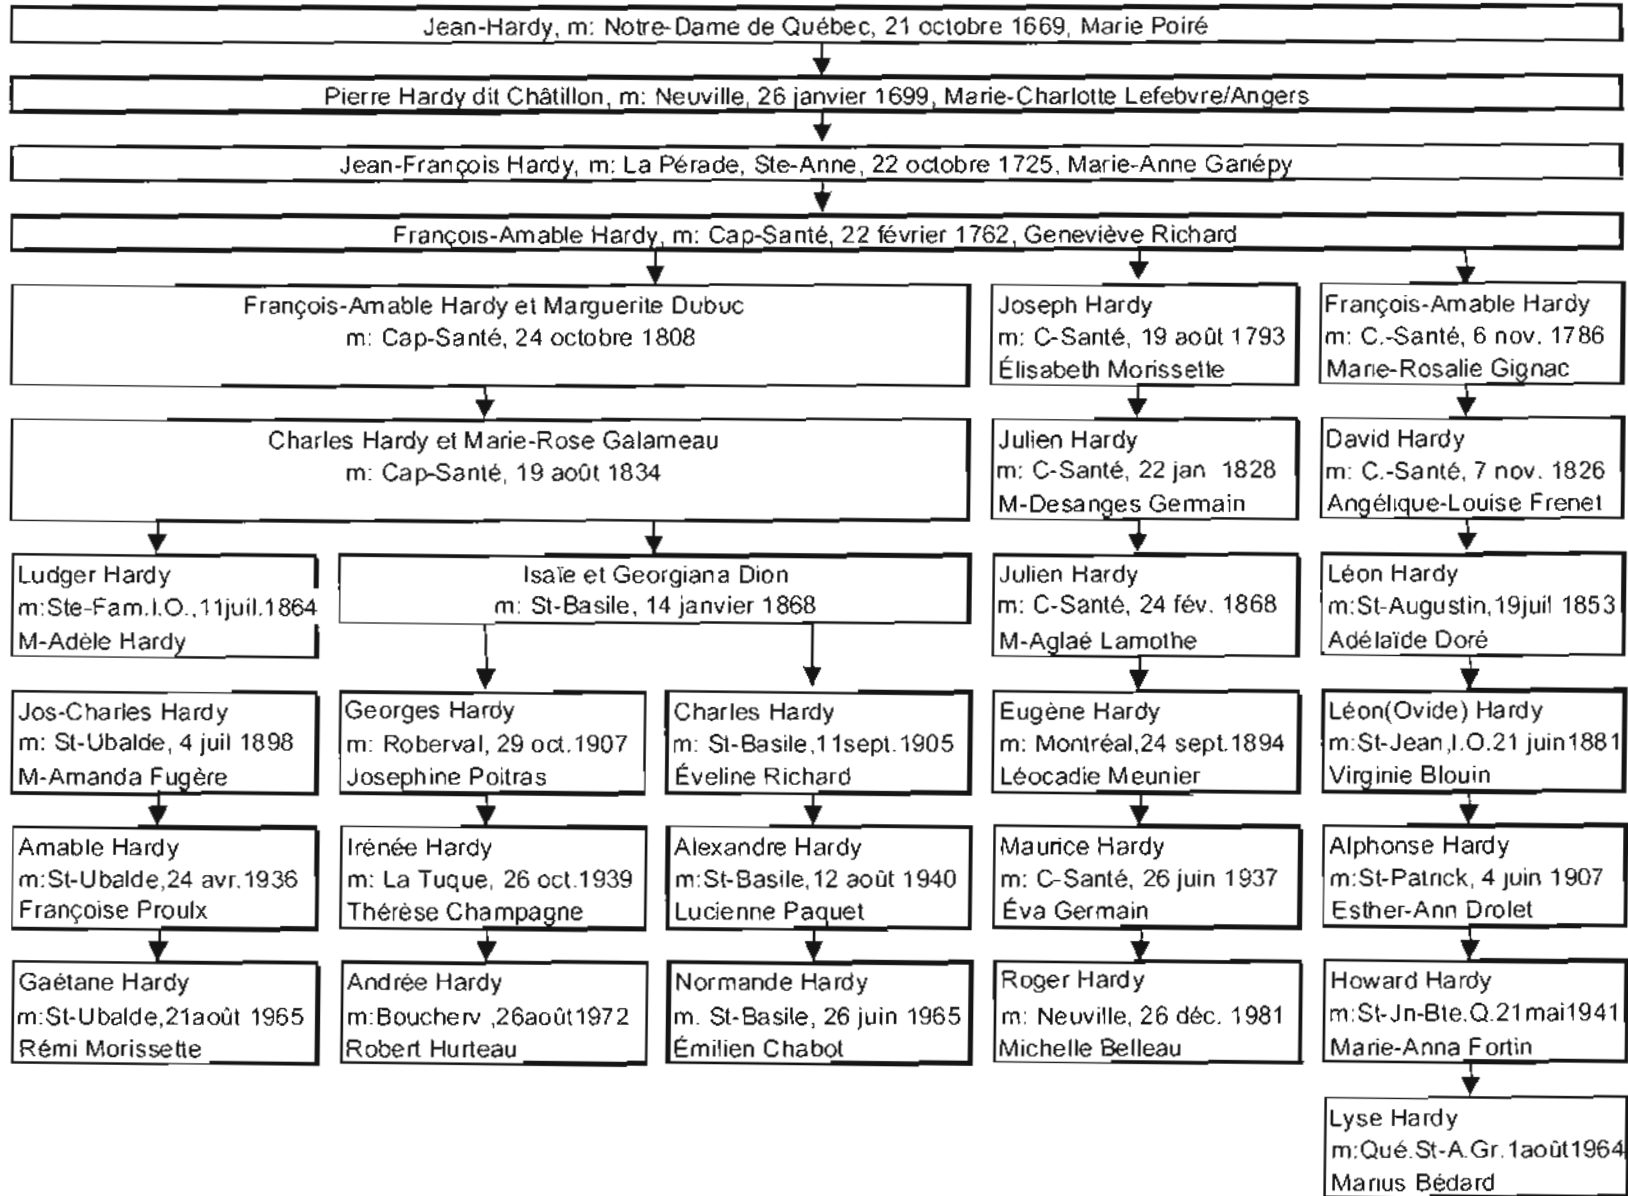 Jean-Hardy, m: Notre-Dame de Québec, 21 octobre 1669, Marie Poiré
Pierre Hardy dit Châtillon, m: Neuville, 26 janvier 1699, Marie-Charlotte Lefebvre/Angers
Jean-François Hardy, m: La Pérade, Ste-Anne, 22 octobre 1725, Marie-Anne Gariépy
François-Amable Hardy, m: Cap-Santé, 22 février 1762, Geneviève Richard
François-Amable Hardy et Marguerite Dubuc
m: Cap-Santé, 24 octobre 1808
Joseph Hardy
m: C-Santé, 19 août 1793
Élisabeth Morissette
François-Amable Hardy
m: C.-Santé, 6 nov. 1786
Marie-Rosalie Gignac
Charles Hardy et Marie-Rose Galarneau
m: Cap-Santé, 19 août 1834
Julien Hardy
m: C-Santé, 22 jan 1828
M-Desanges Germain
David Hardy
m: C.-Santé, 7 nov. 1826
Angélique-Louise Frenet
Ludger Hardy
m:Ste-Fam.I.O.,11juil.1864
M-Adèle Hardy
Isaïe et Georgiana Dion
m: St-Basile, 14 janvier 1868
Julien Hardy
m: C-Santé, 24 fév. 1868
M-Aglaé Lamothe
Léon Hardy
m:St-Augustin,19juil 1853
Adélaïde Doré
Jos-Charles Hardy
m: St-Ubalde, 4 juil 1898
M-Amanda Fugère
Georges Hardy
m: Roberval, 29 oct.1907
Josephine Poitras
Charles Hardy
m: St-Basile,11sept.1905
Éveline Richard
Eugène Hardy
m: Montréal,24 sept.1894
Léocadie Meunier
Léon(Ovide) Hardy
m:St-Jean,I.O.21 juin1881
Virginie Blouin
Amable Hardy
m:St-Ubalde,24 avr.1936
Françoise Proulx
Irénée Hardy
m: La Tuque, 26 oct.1939
Thérèse Champagne
Alexandre Hardy
m:St-Basile,12 août 1940
Lucienne Paquet
Maurice Hardy
m: C-Santé, 26 juin 1937
Éva Germain
Alphonse Hardy
m:St-Patrick, 4 juin 1907
Esther-Ann Drolet
Gaétane Hardy
m:St-Ubalde,21août 1965
Rémi Morissette
Andrée Hardy
m:Boucherv ,26août1972
Robert Hurteau
Normande Hardy
m. St-Basile, 26 juin 1965
Émilien Chabot
Roger Hardy
m: Neuville, 26 déc. 1981
Michelle Belleau
Howard Hardy
m:St-Jn-Bte.Q.21mai1941
Marie-Anna Fortin
Lyse Hardy
m:Qué.St-A.Gr.1août1964
Marius Bédard